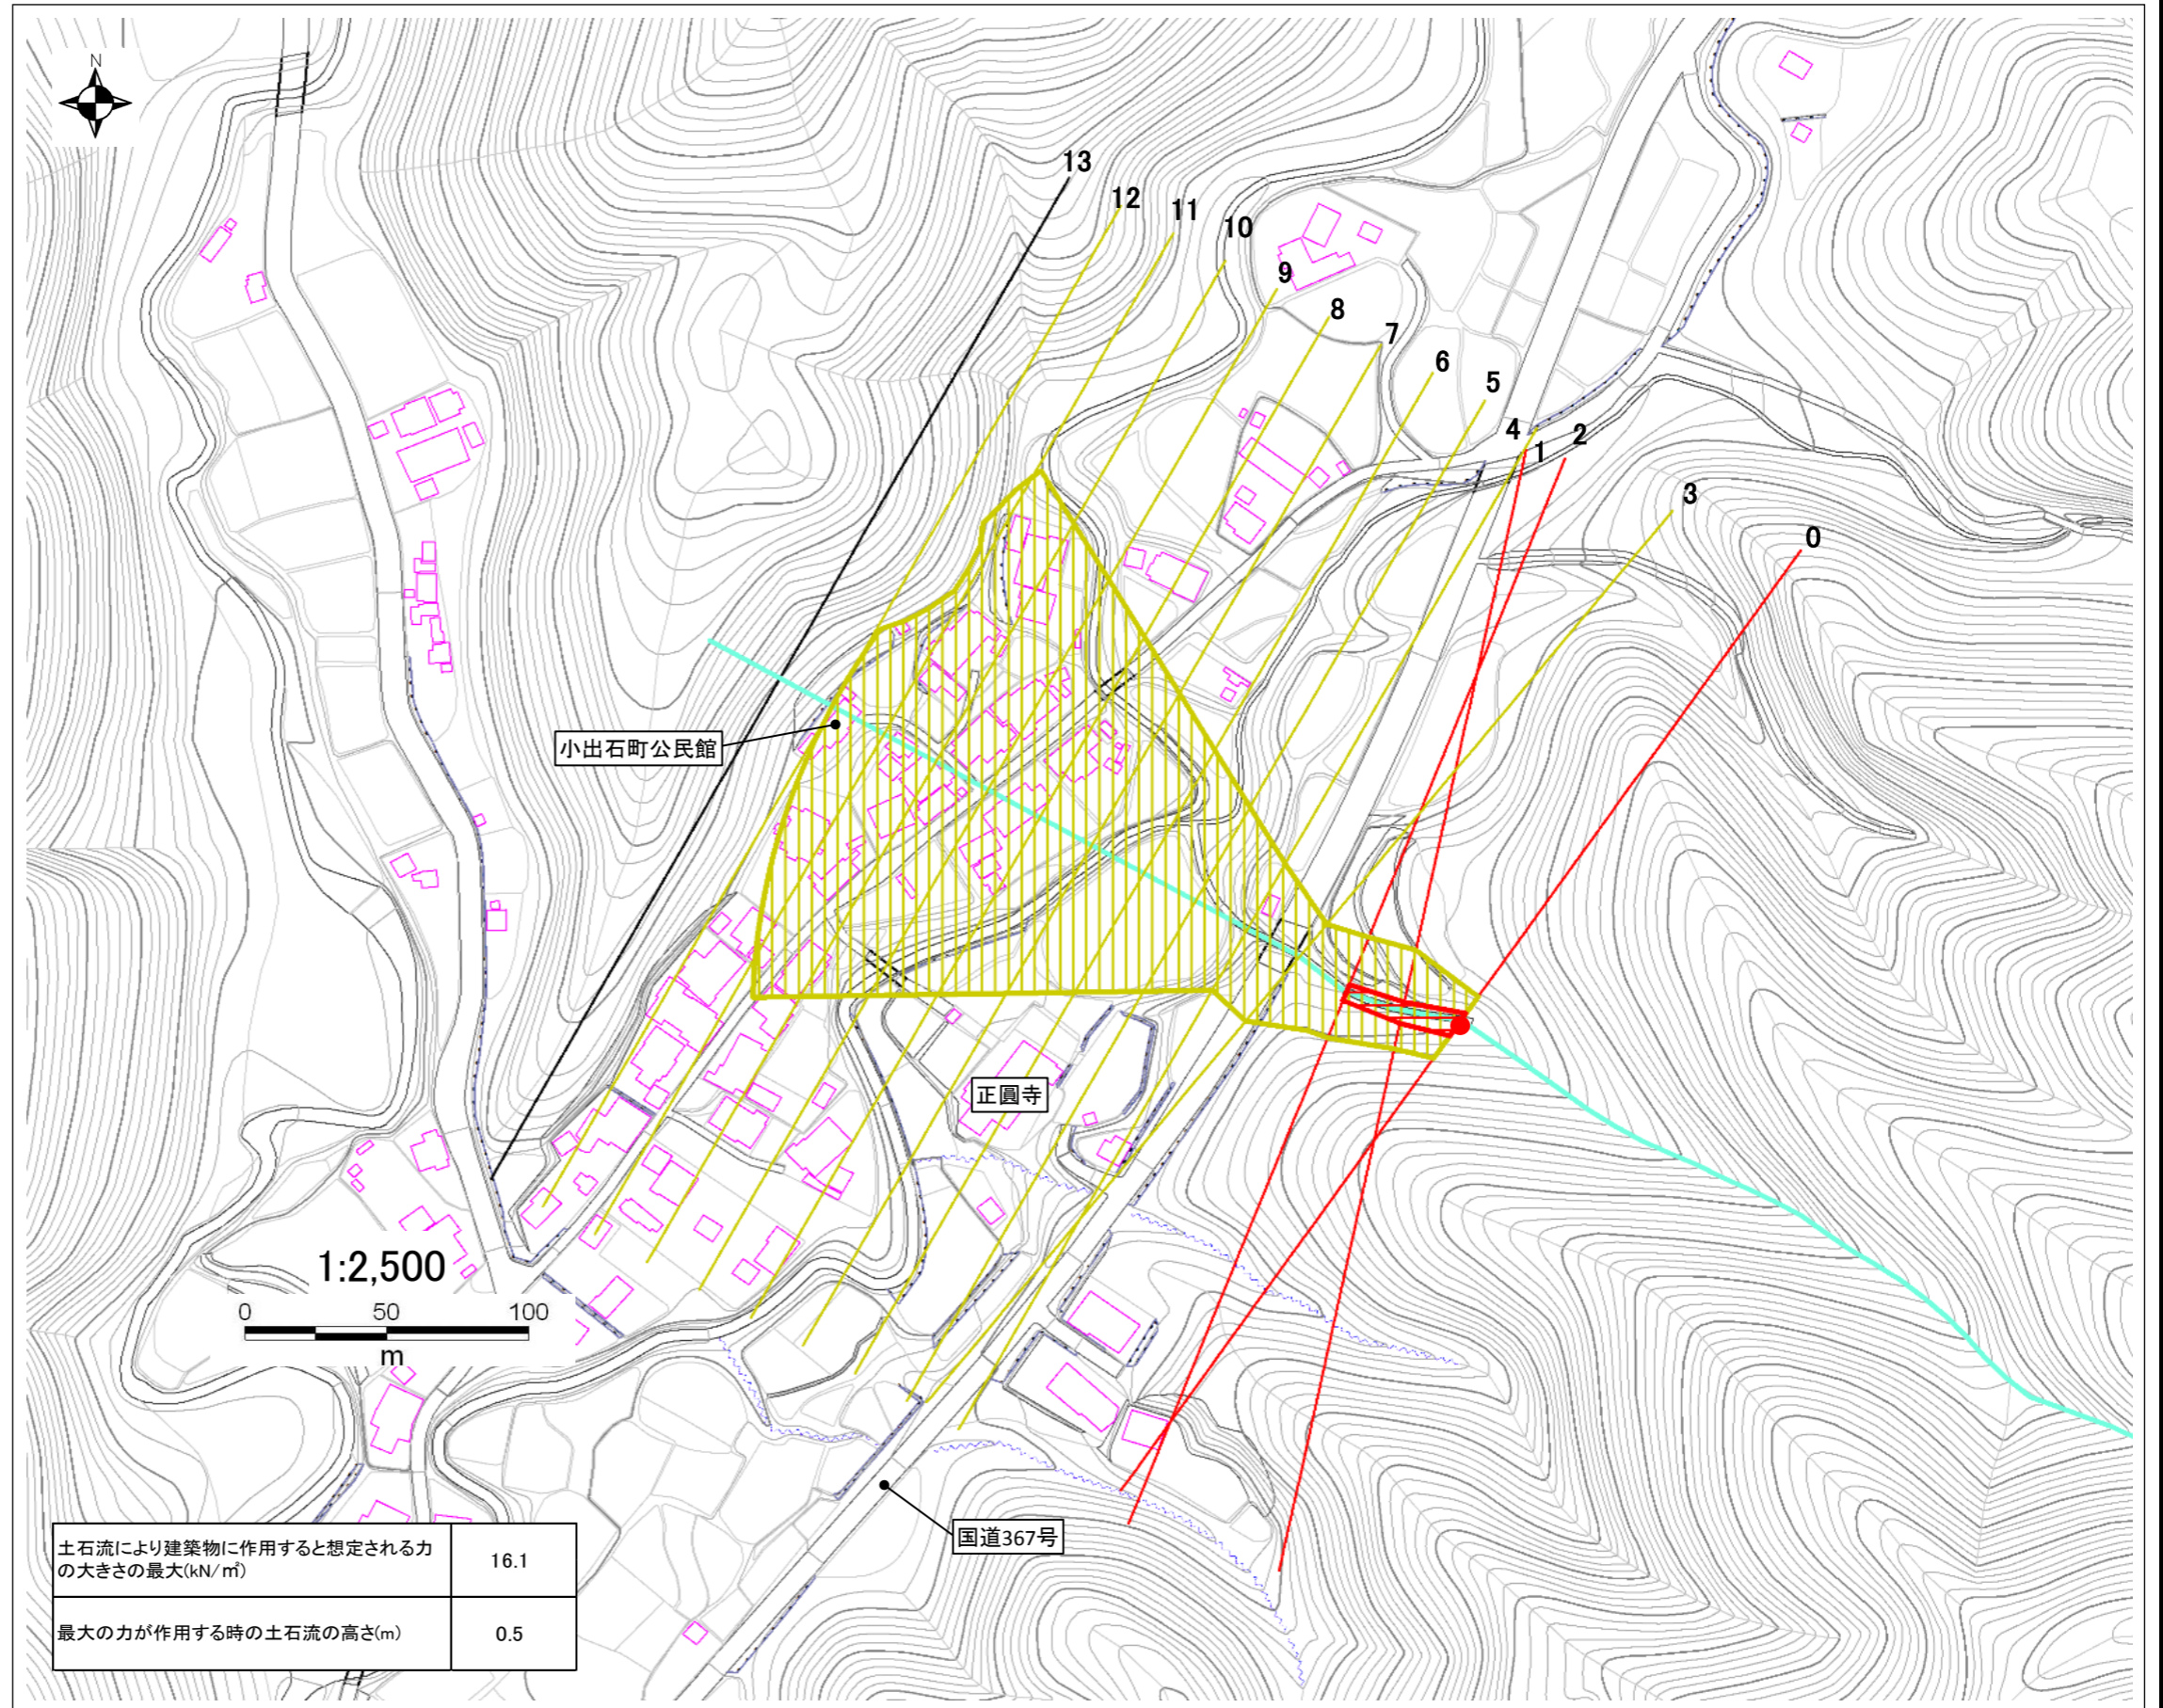 N
13
12
11
10
9
8
7
6
5
4
1
2
3
0
小出石町公民館
正圓寺
1:2,500
0 50 100
m
国道367号
土石流により建築物に作用すると想定される力
の大きさの最大(kN/㎡)
16.1
最大の力が作用する時の土石流の高さ(m)
0.5